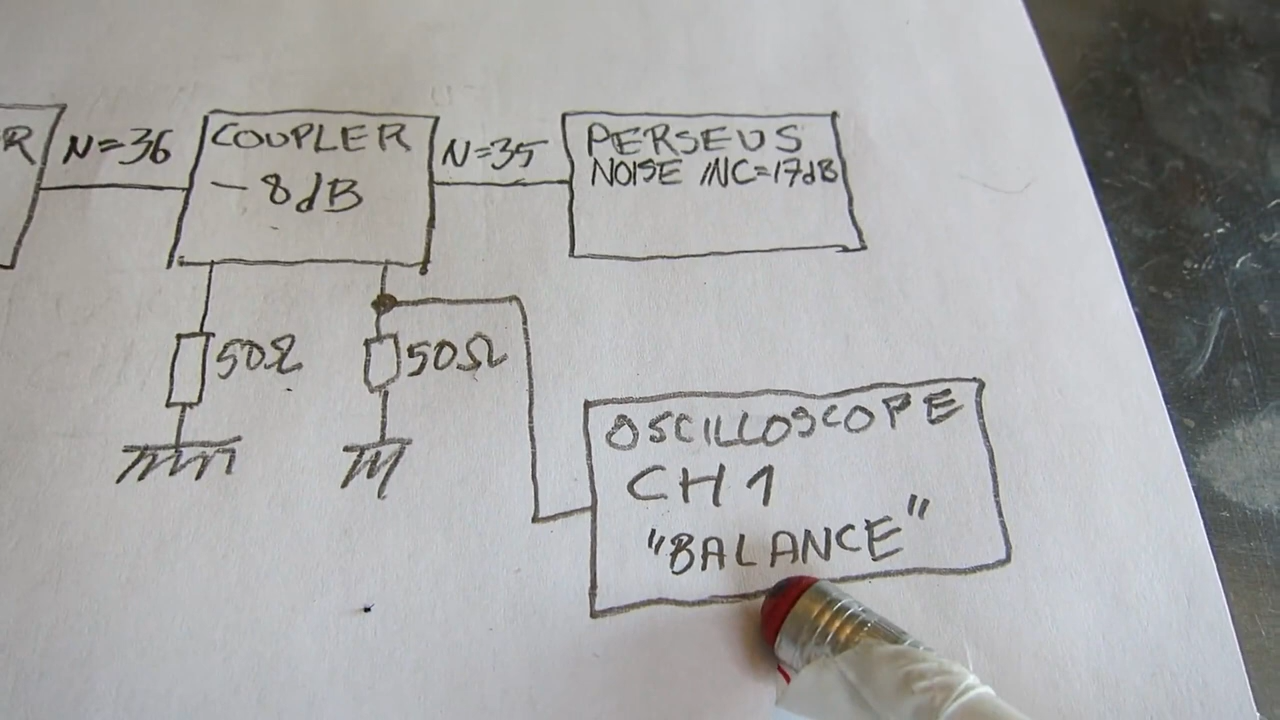 R
N=36
COUPLER
-8dB
N=35
PERSEUS
NOISE INC=17dB
50Ω
50Ω
OSCILLOSCOPE
CH1
"BALANCE"